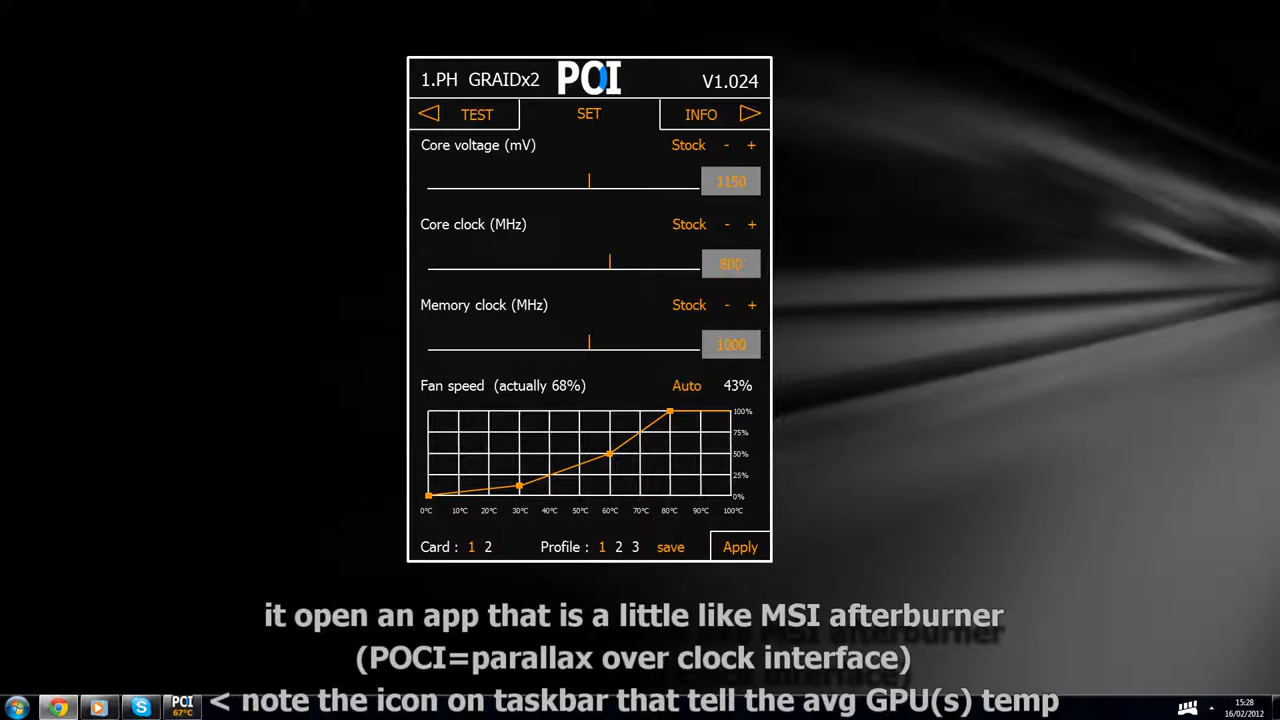 1.PH GRAIDx2 POI V1.024
TEST SET INFO
Core voltage (mV) Stock - +
1150
Core clock (MHz) Stock - +
800
Memory clock (MHz) Stock - +
1000
Fan speed (actually 68%) Auto 43%
100%
75%
50%
25%
0%
0°C 10°C 20°C 30°C 40°C 50°C 60°C 70°C 80°C 90°C 100°C
Card : 1 2 Profile : 1 2 3 save Apply
it open an app that is a little like MSI afterburner
(POCI=parallax over clock interface)
< note the icon on taskbar that tell the avg GPU(s) temp
PCI
67°C
15:28
16/02/2012